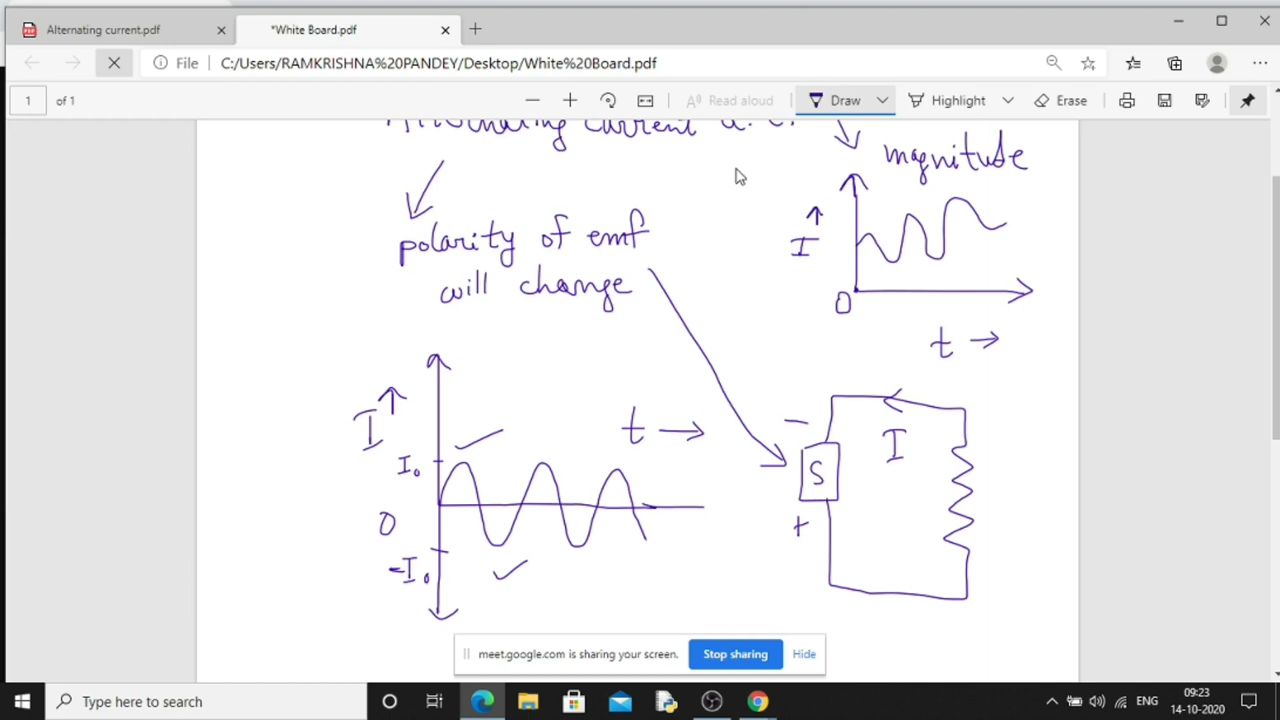 Alternating current.pdf
*White Board.pdf
File
C:/Users/RAMKRISHNA%20PANDEY/Desktop/White%20Board.pdf
1 of 1
Read aloud
Draw
Highlight
Erase
Alternating current a.c.
magnitude
polarity of emf
will change
I
0
t
I
I₀
0
-I₀
t
-
S
+
I
meet.google.com is sharing your screen.
Stop sharing
Hide
Type here to search
ENG
09:23
14-10-2020